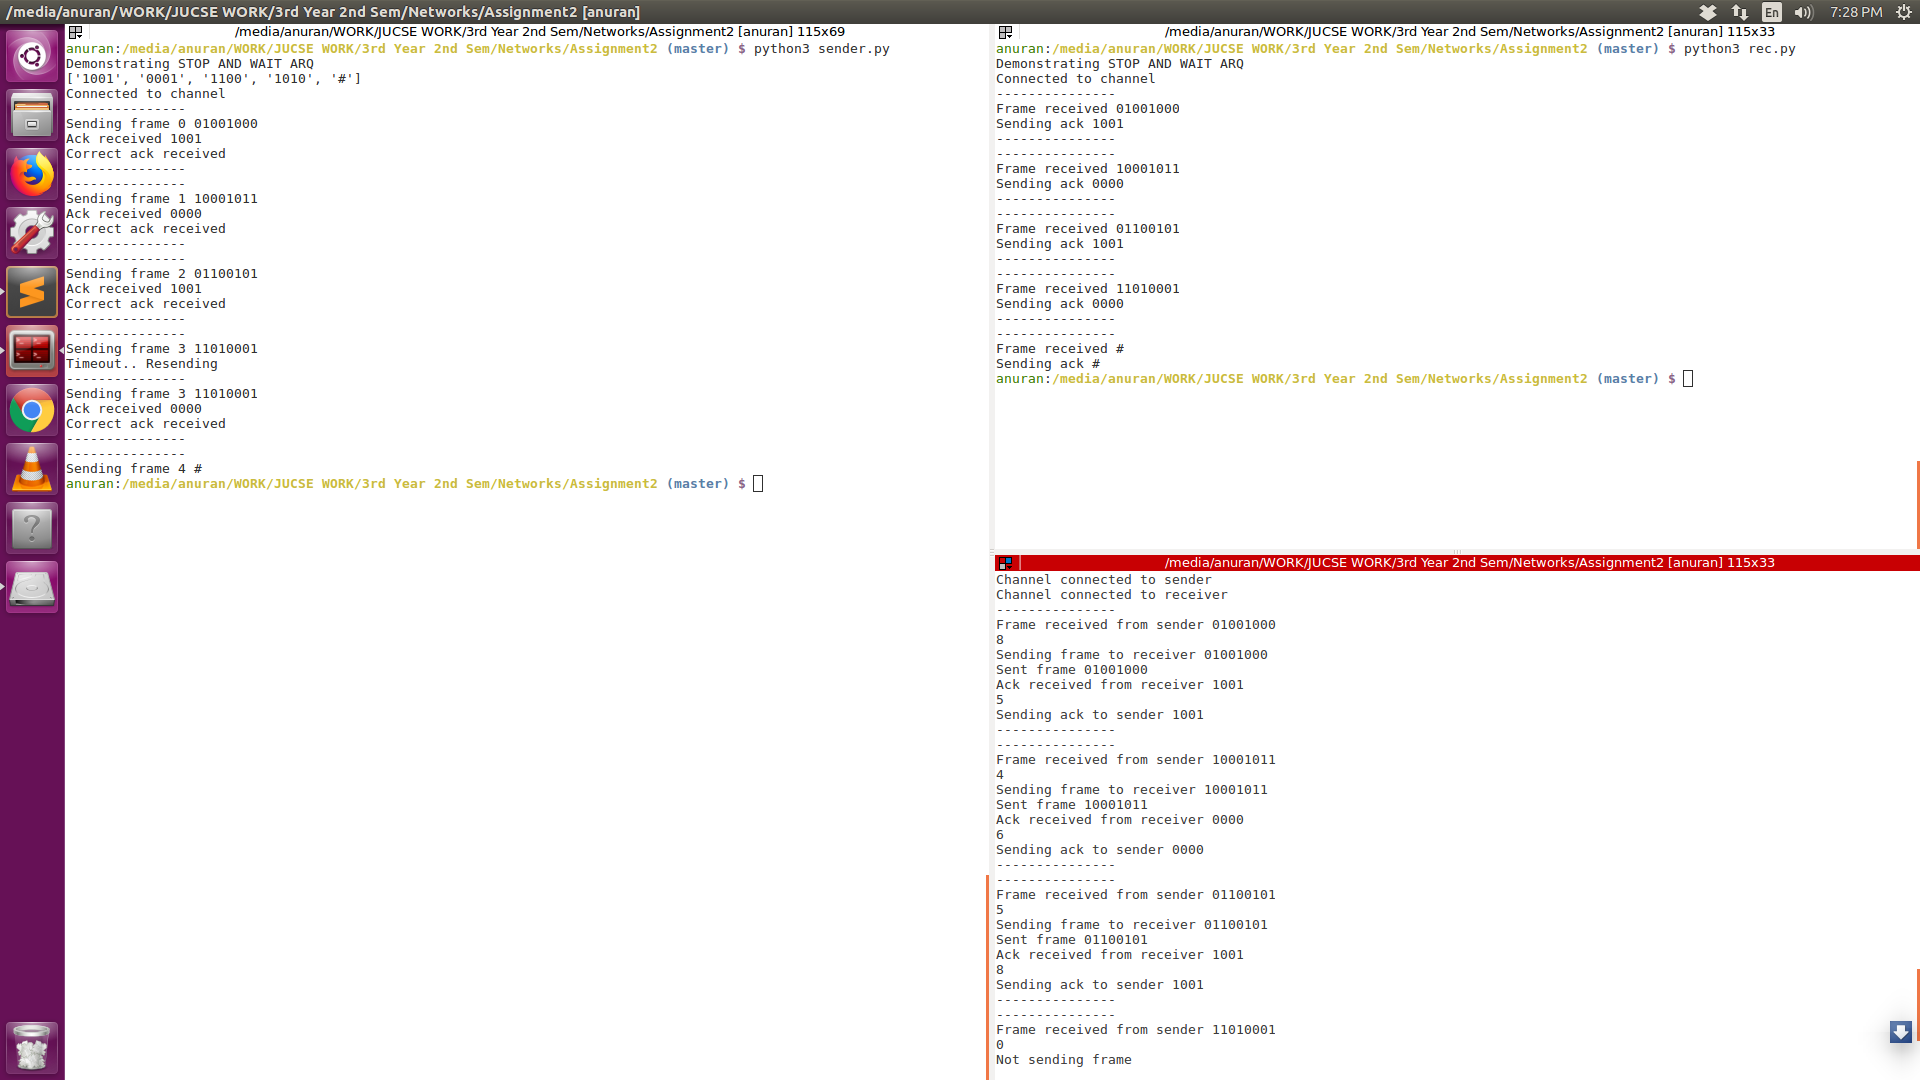 /media/anuran/WORK/JUCSE WORK/3rd Year 2nd Sem/Networks/Assignment2 [anuran]
En
7:28 PM
/media/anuran/WORK/JUCSE WORK/3rd Year 2nd Sem/Networks/Assignment2 [anuran] 115x69
anuran:/media/anuran/WORK/JUCSE WORK/3rd Year 2nd Sem/Networks/Assignment2 (master) $ python3 sender.py
Demonstrating STOP AND WAIT ARQ
['1001', '0001', '1100', '1010', '#']
Connected to channel
---------------
Sending frame 0 01001000
Ack received 1001
Correct ack received
---------------
---------------
Sending frame 1 10001011
Ack received 0000
Correct ack received
---------------
---------------
Sending frame 2 01100101
Ack received 1001
Correct ack received
---------------
---------------
Sending frame 3 11010001
Timeout.. Resending
---------------
Sending frame 3 11010001
Ack received 0000
Correct ack received
---------------
---------------
Sending frame 4 #
anuran:/media/anuran/WORK/JUCSE WORK/3rd Year 2nd Sem/Networks/Assignment2 (master) $
/media/anuran/WORK/JUCSE WORK/3rd Year 2nd Sem/Networks/Assignment2 [anuran] 115x33
anuran:/media/anuran/WORK/JUCSE WORK/3rd Year 2nd Sem/Networks/Assignment2 (master) $ python3 rec.py
Demonstrating STOP AND WAIT ARQ
Connected to channel
---------------
Frame received 01001000
Sending ack 1001
---------------
---------------
Frame received 10001011
Sending ack 0000
---------------
---------------
Frame received 01100101
Sending ack 1001
---------------
---------------
Frame received 11010001
Sending ack 0000
---------------
---------------
Frame received #
Sending ack #
anuran:/media/anuran/WORK/JUCSE WORK/3rd Year 2nd Sem/Networks/Assignment2 (master) $
/media/anuran/WORK/JUCSE WORK/3rd Year 2nd Sem/Networks/Assignment2 [anuran] 115x33
Channel connected to sender
Channel connected to receiver
---------------
Frame received from sender 01001000
8
Sending frame to receiver 01001000
Sent frame 01001000
Ack received from receiver 1001
5
Sending ack to sender 1001
---------------
---------------
Frame received from sender 10001011
4
Sending frame to receiver 10001011
Sent frame 10001011
Ack received from receiver 0000
6
Sending ack to sender 0000
---------------
---------------
Frame received from sender 01100101
5
Sending frame to receiver 01100101
Sent frame 01100101
Ack received from receiver 1001
8
Sending ack to sender 1001
---------------
---------------
Frame received from sender 11010001
0
Not sending frame